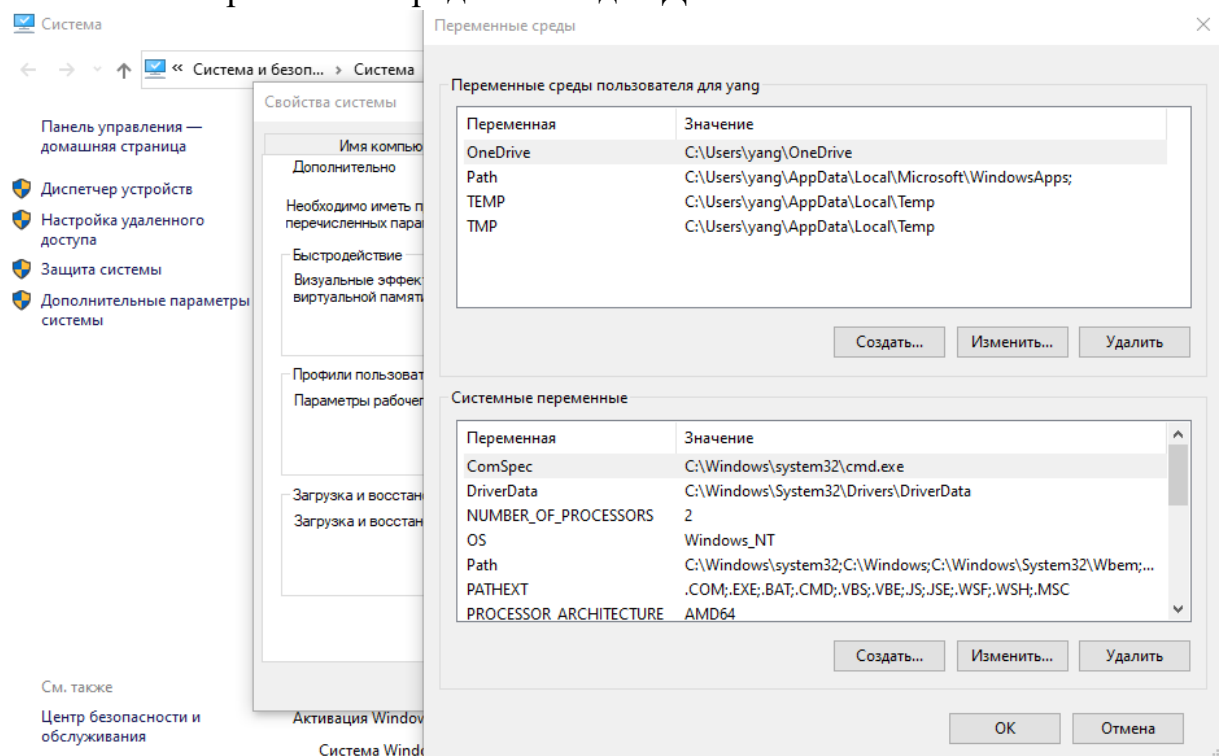 Система
Система и безоп... › Система
Панель управления —
домашняя страница
Диспетчер устройств
Настройка удаленного
доступа
Защита системы
Дополнительные параметры
системы
См. также
Центр безопасности и
обслуживания
Свойства системы
Имя компью
Дополнительно
Необходимо иметь п
перечисленных пара
Быстродействие
Визуальные эффек
виртуальной памяти
Профили пользоват
Параметры рабочег
Загрузка и восстан
Загрузка и восстан
Активация Window
Система Windo
Переменные среды
Переменные среды пользователя для yang
Переменная Значение
OneDrive C:\Users\yang\OneDrive
Path C:\Users\yang\AppData\Local\Microsoft\WindowsApps;
TEMP C:\Users\yang\AppData\Local\Temp
TMP C:\Users\yang\AppData\Local\Temp
Создать... Изменить... Удалить
Системные переменные
Переменная Значение
ComSpec C:\Windows\system32\cmd.exe
DriverData C:\Windows\System32\Drivers\DriverData
NUMBER_OF_PROCESSORS 2
OS Windows_NT
Path C:\Windows\system32;C:\Windows;C:\Windows\System32\Wbem;...
PATHEXT .COM;.EXE;.BAT;.CMD;.VBS;.VBE;.JS;.JSE;.WSF;.WSH;.MSC
PROCESSOR_ARCHITECTURE AMD64
Создать... Изменить... Удалить
ОК Отмена